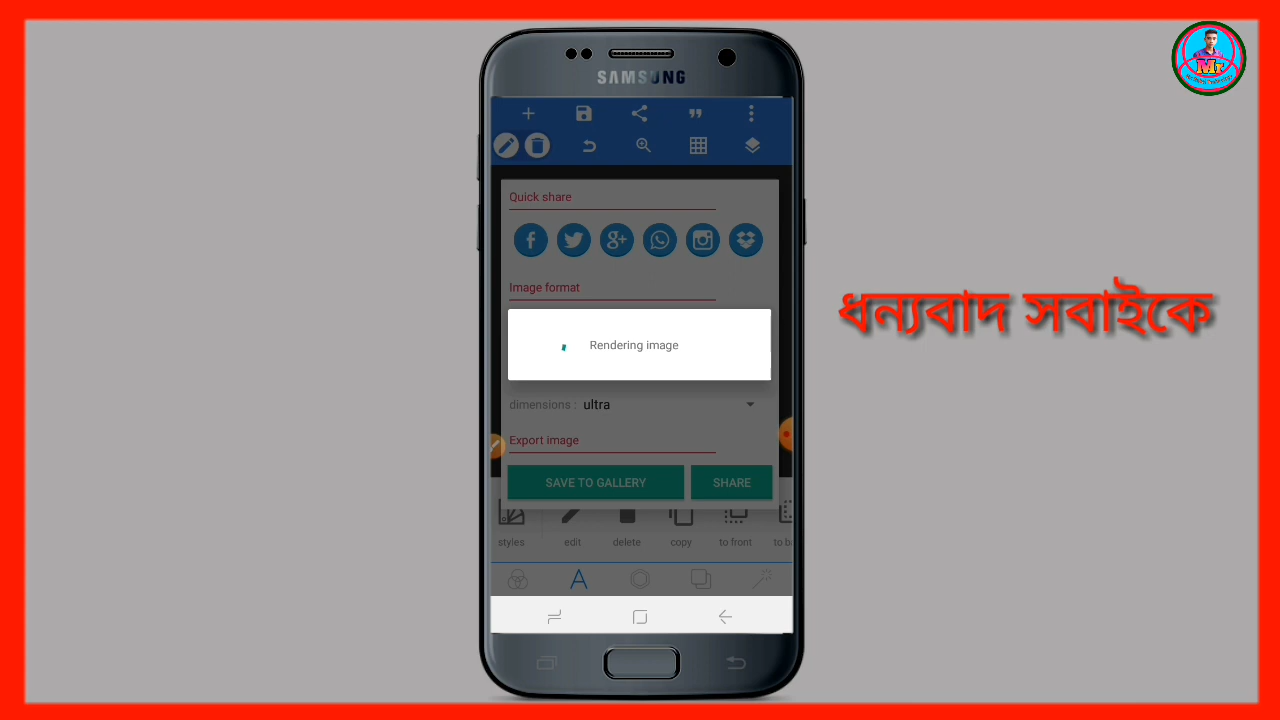 SAMSUNG
Quick share
Image format
Rendering image
ধন্যবাদ সবাইকে
dimensions : ultra
Export image
SAVE TO GALLERY SHARE
styles edit delete copy to front to b